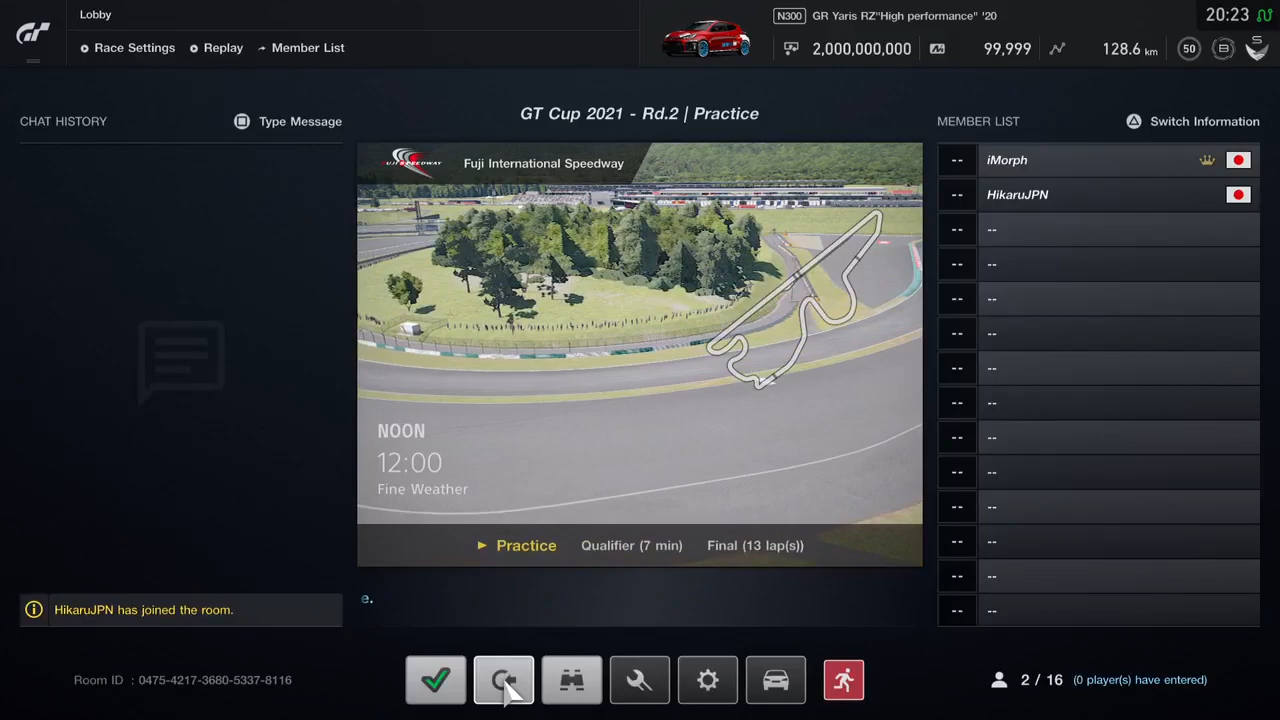 Lobby
Race Settings Replay Member List
N300 GR Yaris RZ"High performance" '20
2,000,000,000 99,999 128.6 km 50 B S
20:23
CHAT HISTORY Type Message
GT Cup 2021 - Rd.2 | Practice
MEMBER LIST Switch Information
FUJI SPEEDWAY Fuji International Speedway
-- iMorph
-- HikaruJPN
-- --
-- --
-- --
-- --
-- --
-- --
-- --
-- --
-- --
-- --
-- --
-- --
NOON
12:00
Fine Weather
Practice Qualifier (7 min) Final (13 lap(s))
e.
HikaruJPN has joined the room.
Room ID : 0475-4217-3680-5337-8116
2 / 16 (0 player(s) have entered)